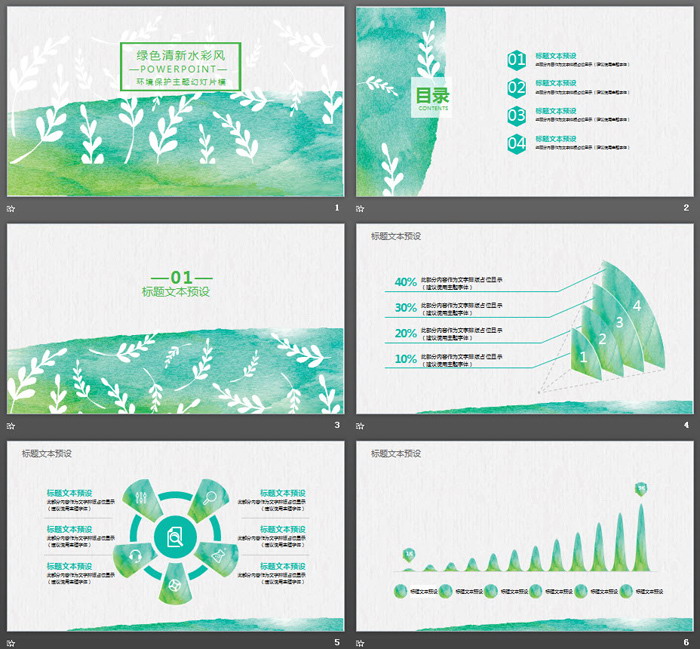 绿色清新水彩风
—POWERPOINT—
环境保护主题幻灯片模
1
目录
CONTENTS
01
标题文本预设
此部分内容作为文字排版占位显示（建议使用主题字体）
02
标题文本预设
此部分内容作为文字排版占位显示（建议使用主题字体）
03
标题文本预设
此部分内容作为文字排版占位显示（建议使用主题字体）
04
标题文本预设
此部分内容作为文字排版占位显示（建议使用主题字体）
2
—01—
标题文本预设
3
标题文本预设
40%
此部分内容作为文字排版占位显示
（建议使用主题字体）
30%
此部分内容作为文字排版占位显示
（建议使用主题字体）
20%
此部分内容作为文字排版占位显示
（建议使用主题字体）
10%
此部分内容作为文字排版占位显示
（建议使用主题字体）
1
2
3
4
4
标题文本预设
标题文本预设
此部分内容作为文字排版占位显示
（建议使用主题字体）
标题文本预设
此部分内容作为文字排版占位显示
（建议使用主题字体）
标题文本预设
此部分内容作为文字排版占位显示
（建议使用主题字体）
标题文本预设
此部分内容作为文字排版占位显示
（建议使用主题字体）
标题文本预设
此部分内容作为文字排版占位显示
（建议使用主题字体）
标题文本预设
此部分内容作为文字排版占位显示
（建议使用主题字体）
5
标题文本预设
标题文本预设
标题文本预设
标题文本预设
标题文本预设
标题文本预设
标题文本预设
6